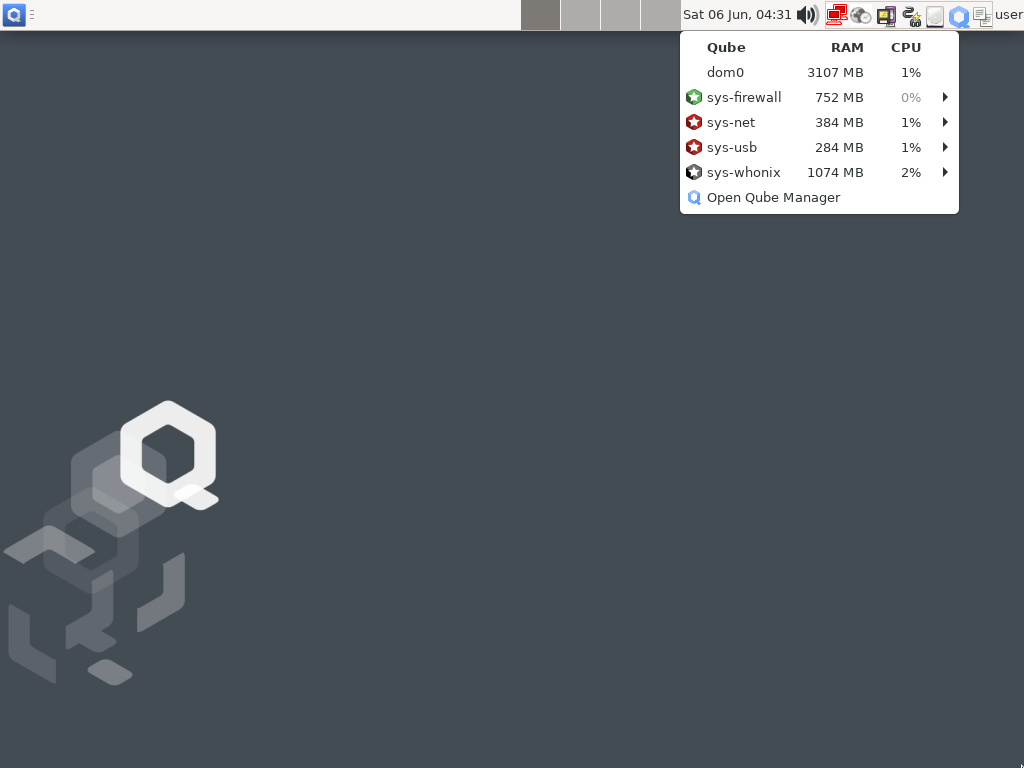 Sat 06 Jun, 04:31 user
Qube RAM CPU
dom0 3107 MB 1%
sys-firewall 752 MB 0%
sys-net 384 MB 1%
sys-usb 284 MB 1%
sys-whonix 1074 MB 2%
Open Qube Manager